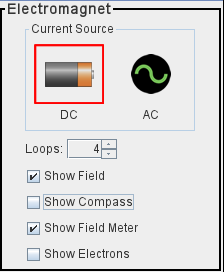 Electromagnet
Current Source
DC AC
Loops: 4
Show Field
Show Compass
Show Field Meter
Show Electrons